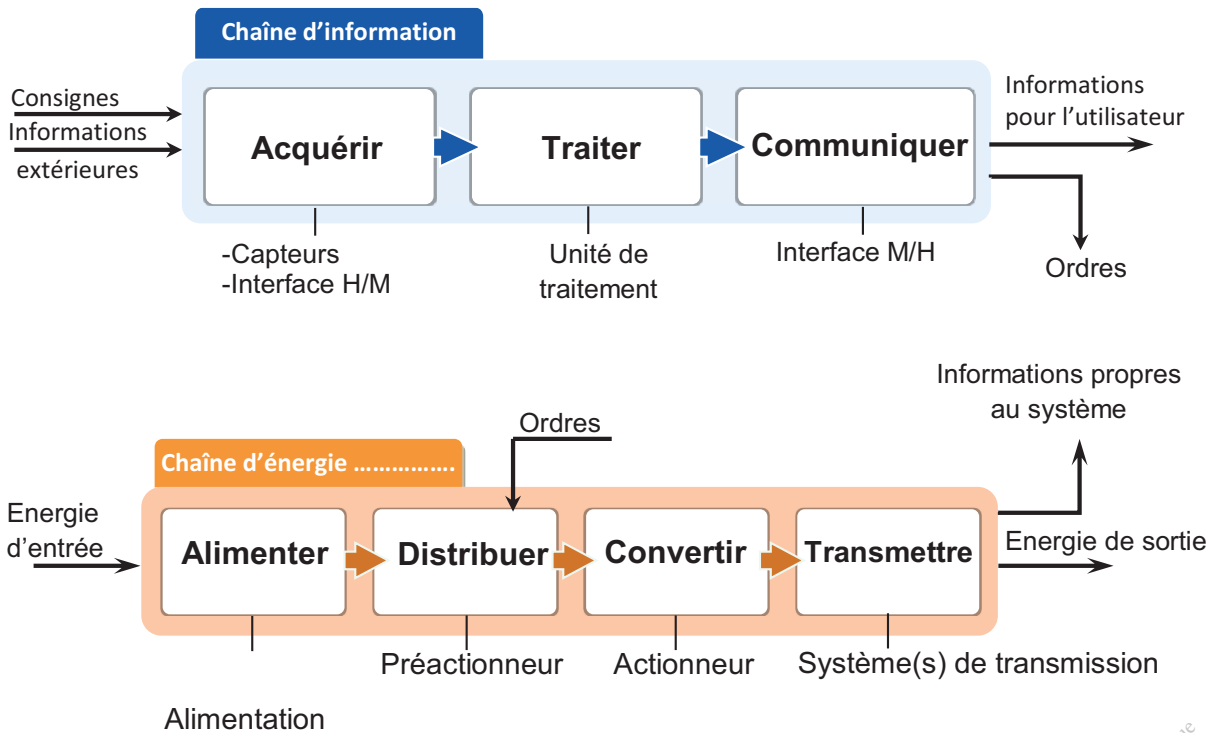 Chaîne d’information
Consignes
Informations
extérieures
Acquérir
Traiter
Communiquer
Informations
pour l’utilisateur
Ordres
-Capteurs
-Interface H/M
Unité de
traitement
Interface M/H
Informations propres
au système
Ordres
Chaîne d’énergie …………….
Energie
d’entrée
Alimenter
Distribuer
Convertir
Transmettre
Energie de sortie
Préactionneur
Actionneur
Système(s) de transmission
Alimentation